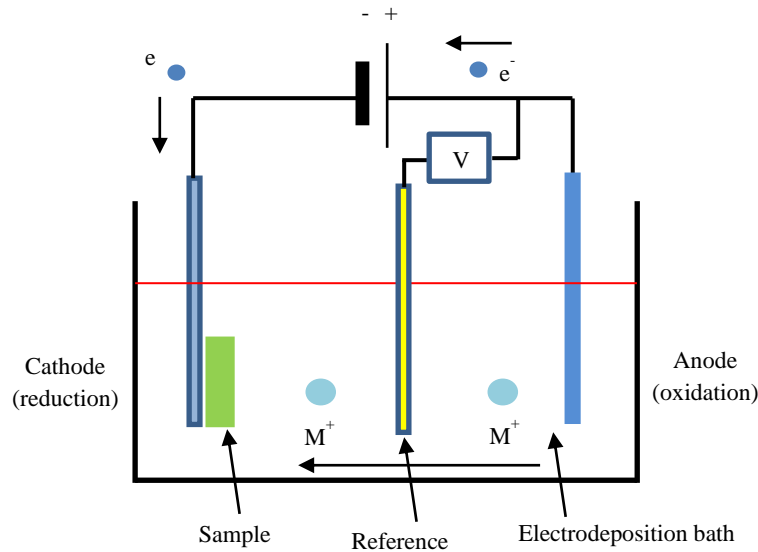 - +
e
e⁻
V
Cathode
(reduction)
Anode
(oxidation)
M⁺
M⁺
Sample
Reference
Electrodeposition bath